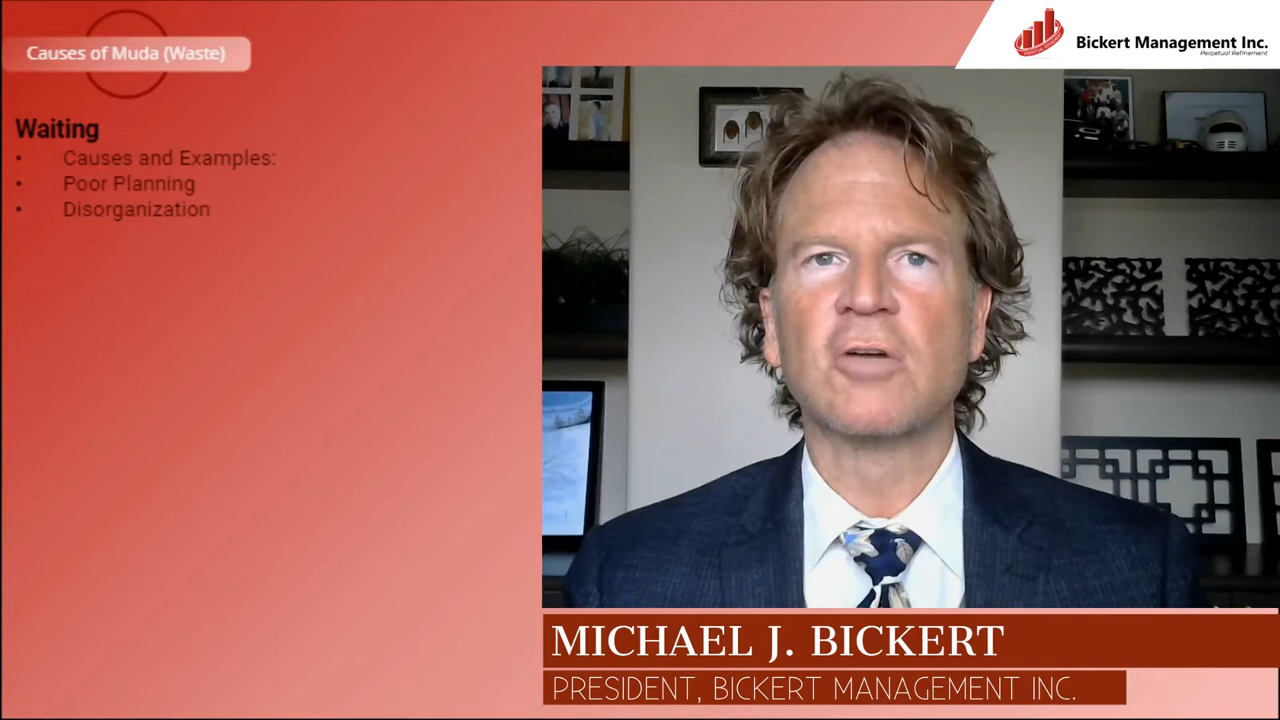 Causes of Muda (Waste)
Bickert Management Inc.
Perpetual Refinement
Waiting
• Causes and Examples:
• Poor Planning
• Disorganization
MICHAEL J. BICKERT
PRESIDENT, BICKERT MANAGEMENT INC.